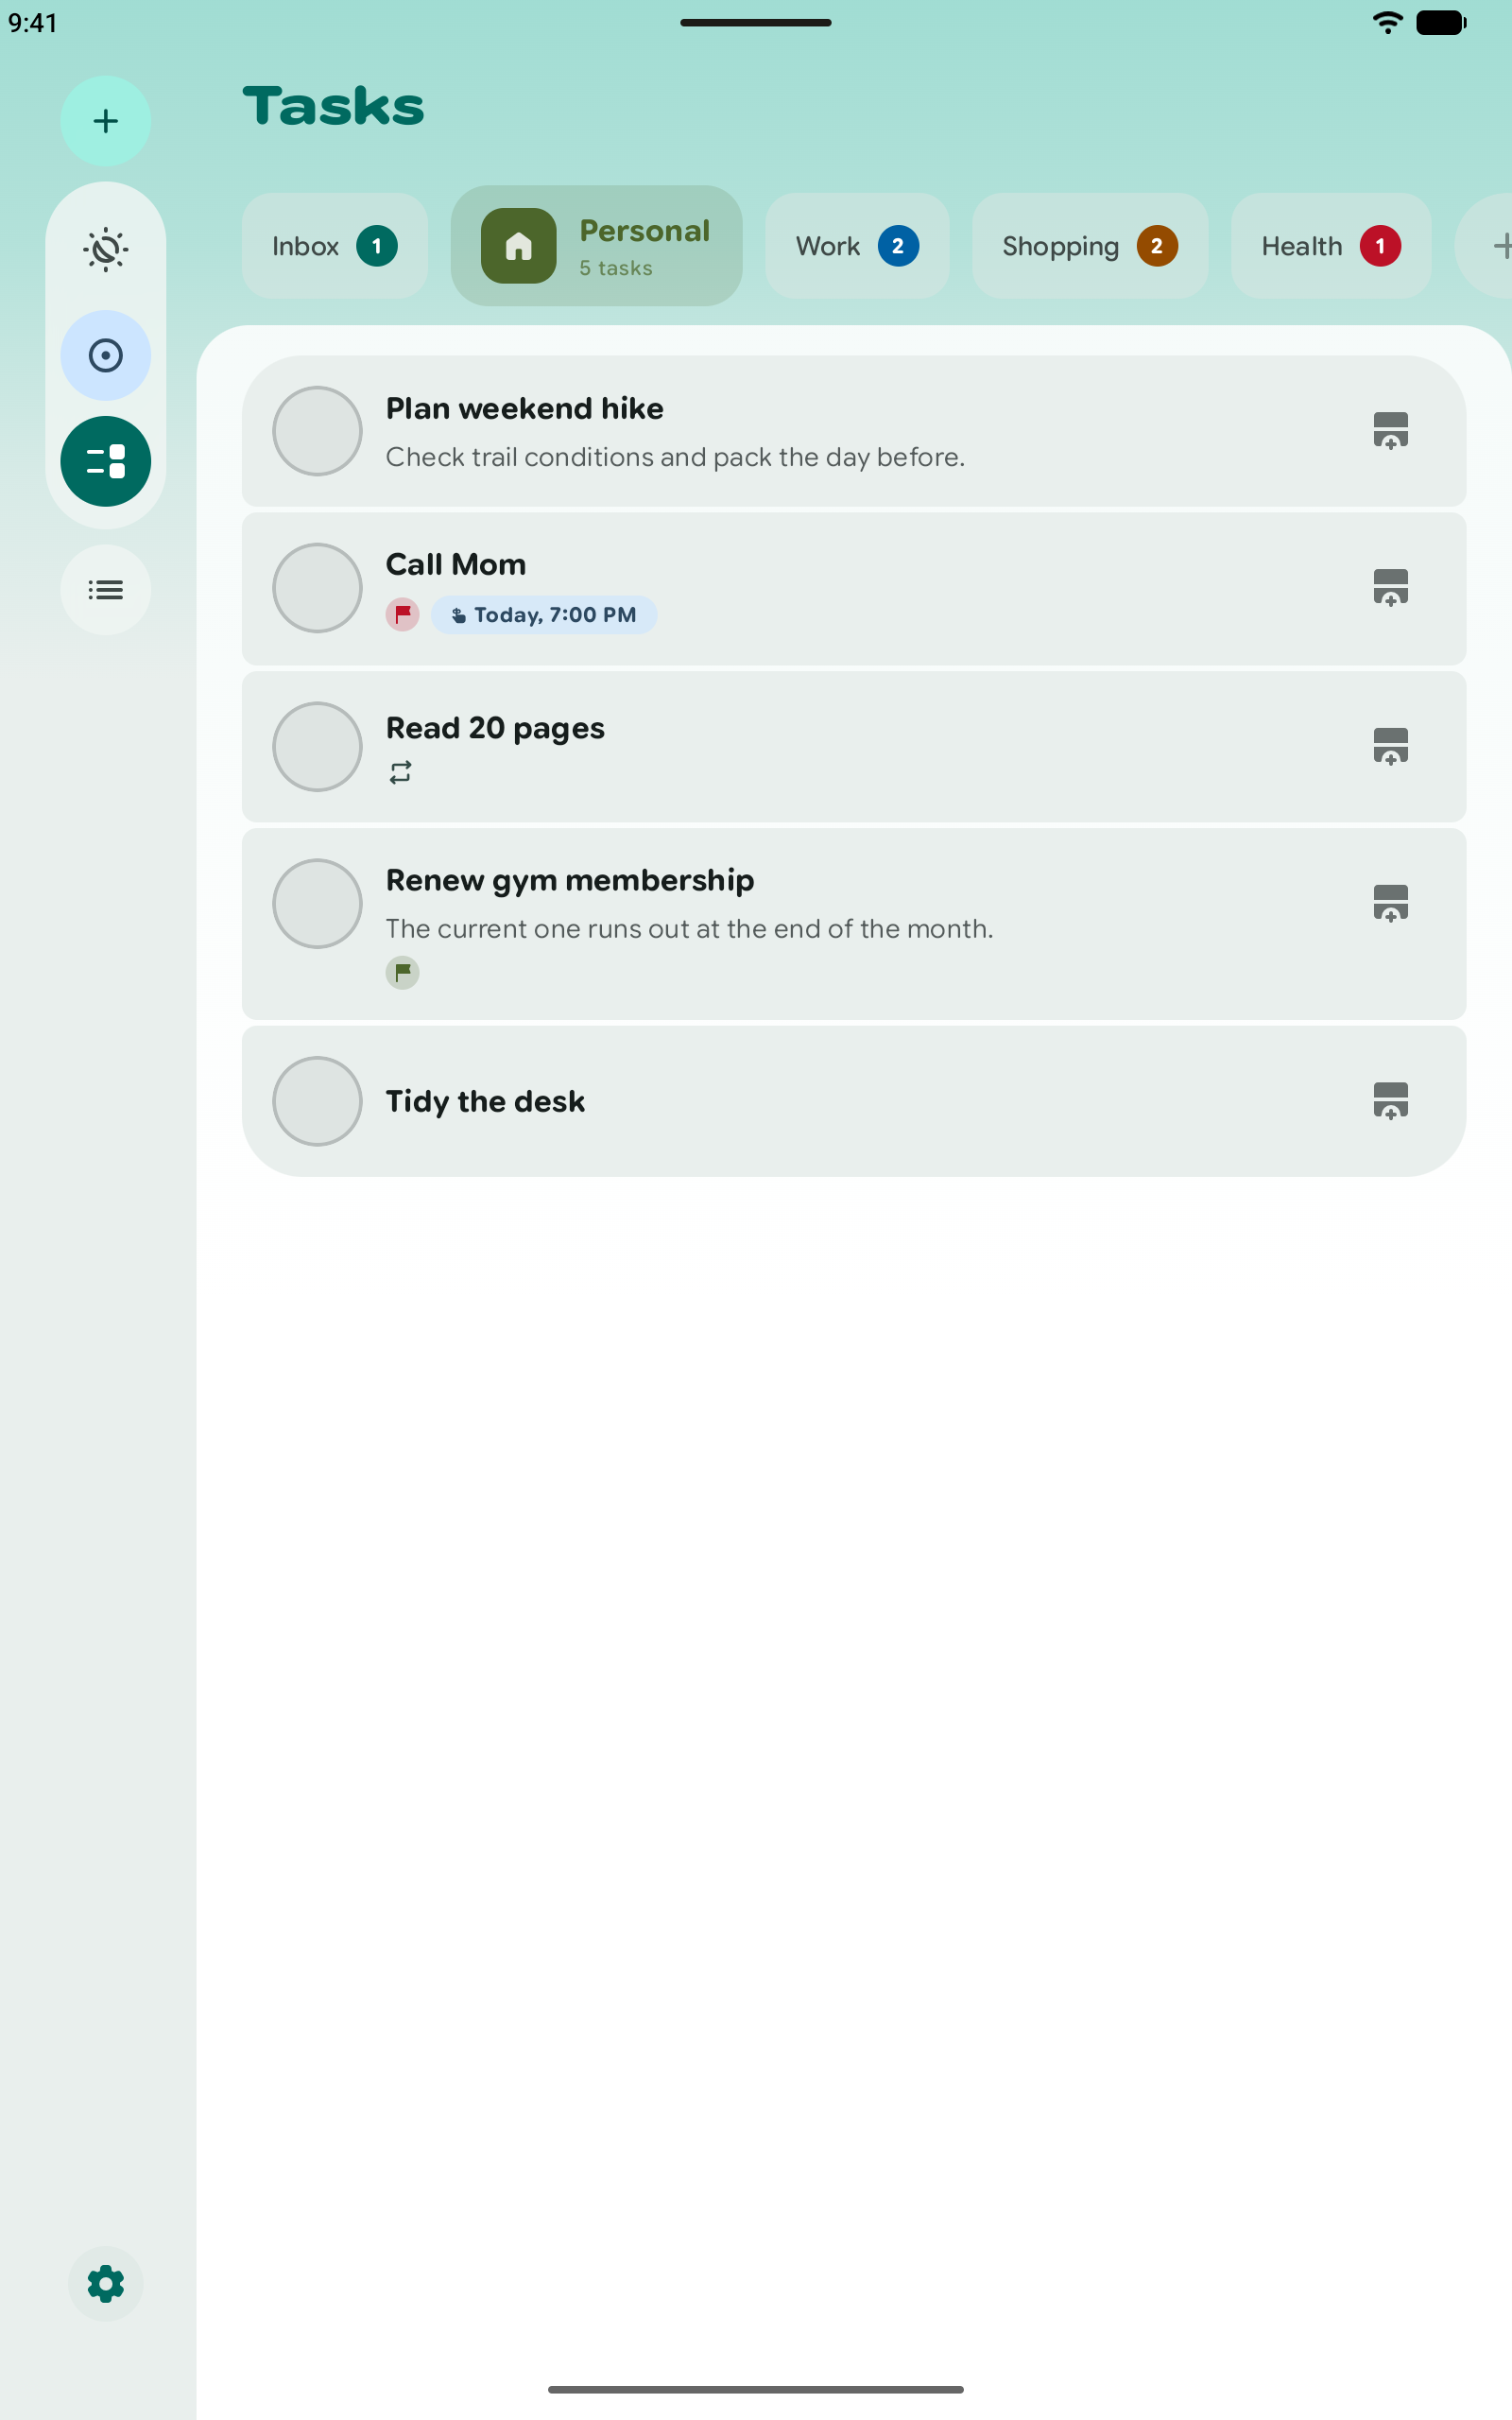 9:41
Tasks
Inbox 1
Personal
5 tasks
Work 2
Shopping 2
Health 1
Plan weekend hike
Check trail conditions and pack the day before.
Call Mom
Today, 7:00 PM
Read 20 pages
Renew gym membership
The current one runs out at the end of the month.
Tidy the desk